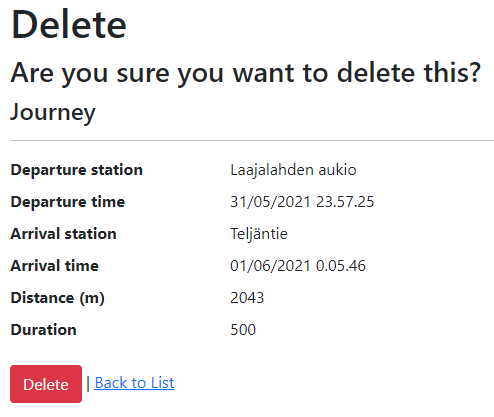 Delete
Are you sure you want to delete this?
Journey
Departure station Laajalahden aukio
Departure time 31/05/2021 23.57.25
Arrival station Teljäntie
Arrival time 01/06/2021 0.05.46
Distance (m) 2043
Duration 500
Delete | Back to List